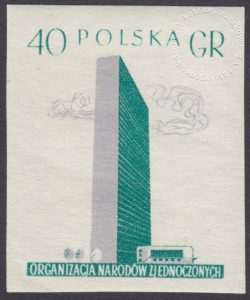 40 POLSKA GR
ORGANIZACJA NARODÓW ZJEDNOCZONYCH